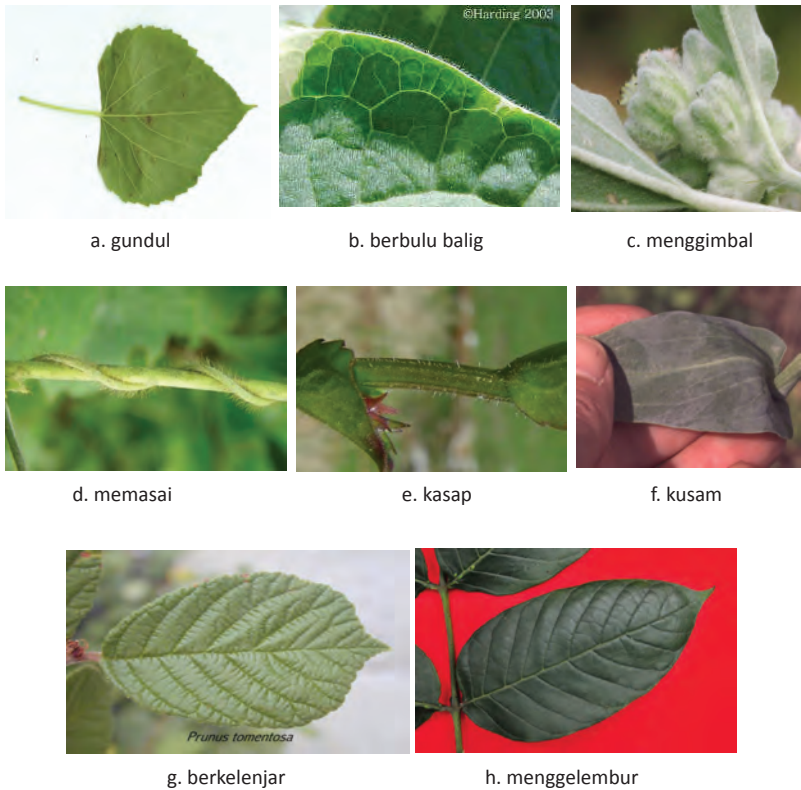 ©Harding 2003
a. gundul
b. berbulu balig
c. menggimbal
d. memasai
e. kasap
f. kusam
Prunus tomentosa
g. berkelenjar
h. menggelembur